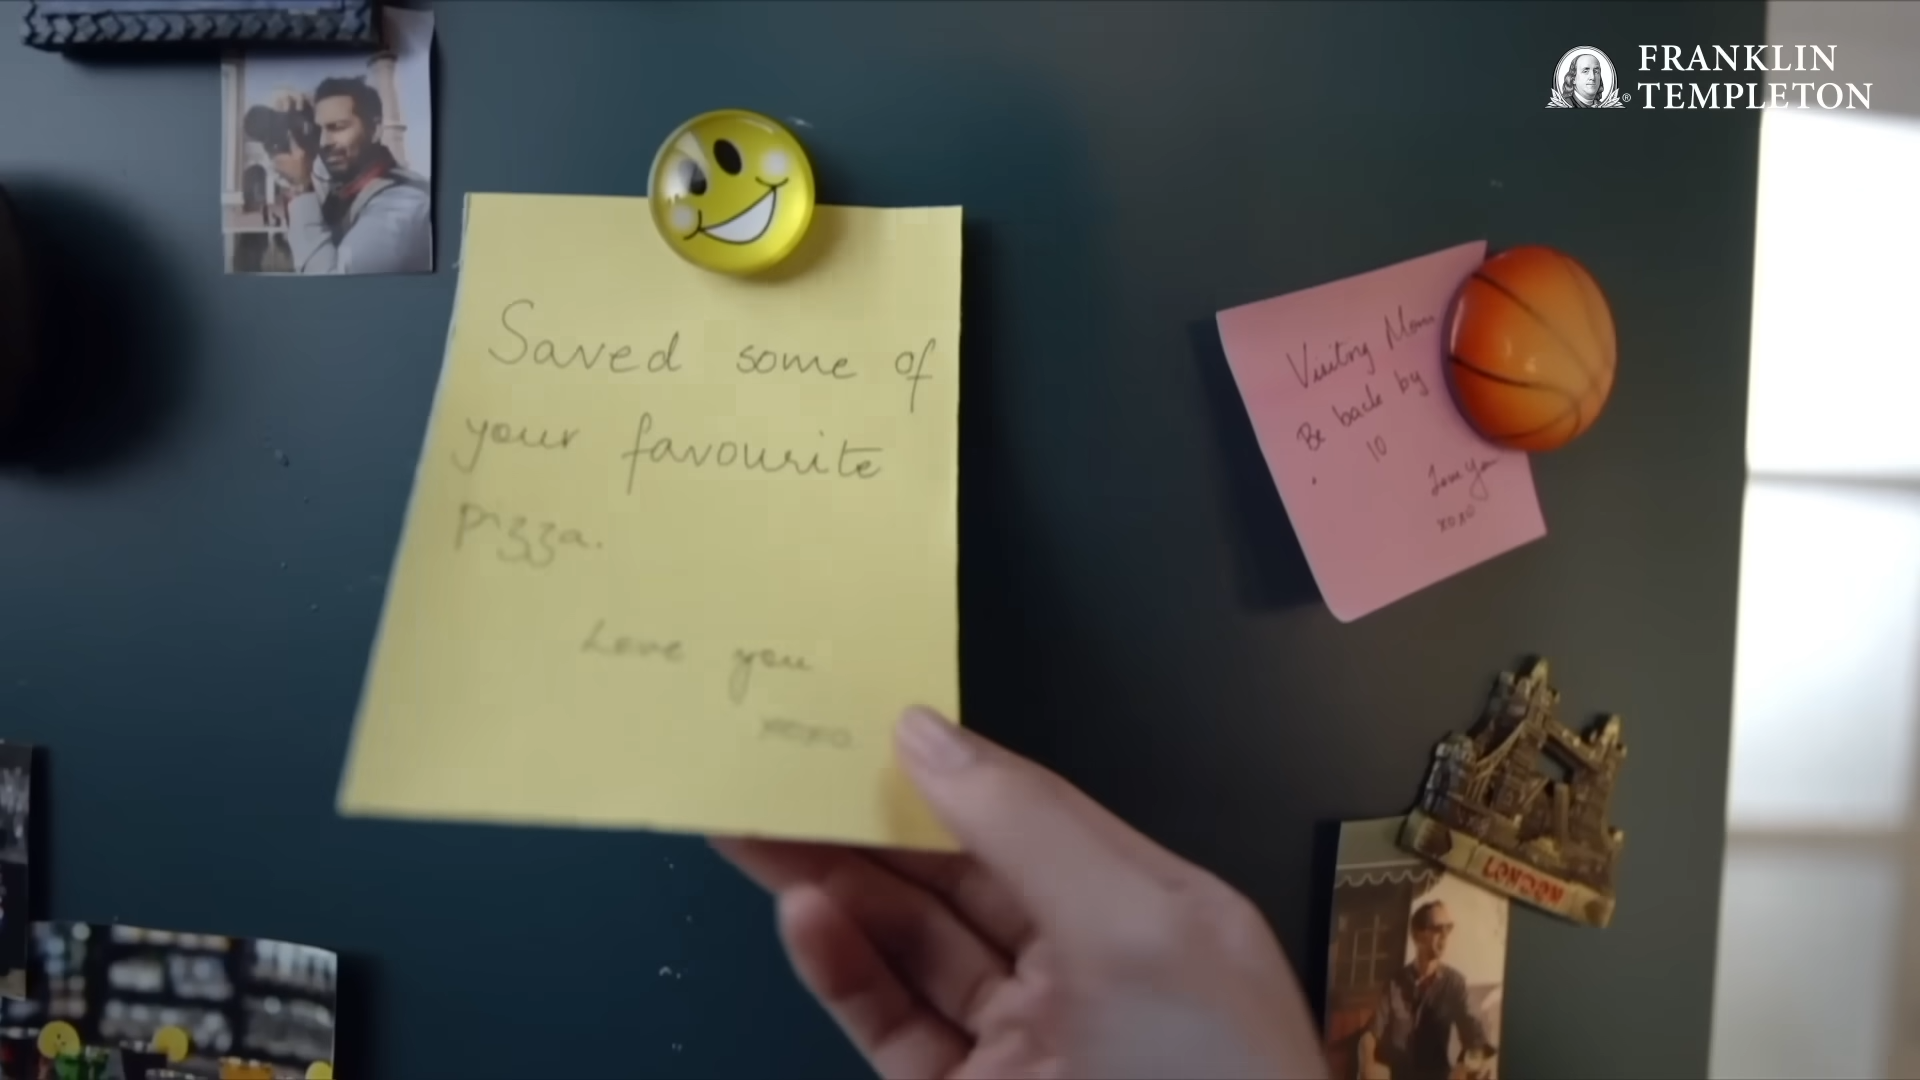 FRANKLIN
TEMPLETON
Saved some of
your favourite
pizza.
Love you
xoxo.
Visiting Mom
Be back by
10
Love you
xoxo
LONDON